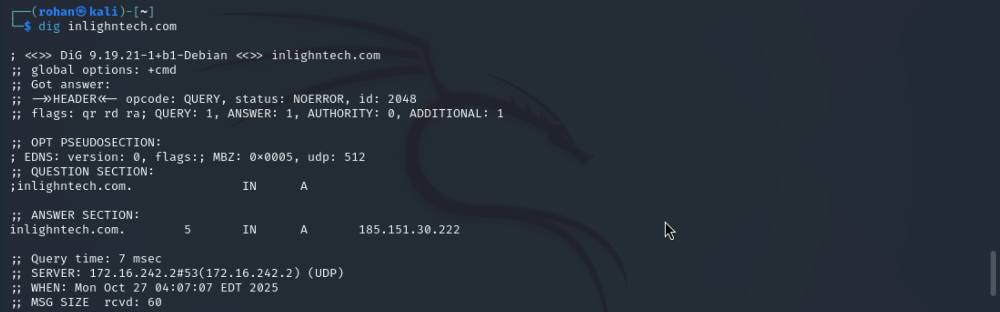 ┌──(rohan㉿kali)-[~]
└─$ dig inlighntech.com
; <<>> DiG 9.19.21-1+b1-Debian <<>> inlighntech.com
;; global options: +cmd
;; Got answer:
;; ->>HEADER<<- opcode: QUERY, status: NOERROR, id: 2048
;; flags: qr rd ra; QUERY: 1, ANSWER: 1, AUTHORITY: 0, ADDITIONAL: 1
;; OPT PSEUDOSECTION:
; EDNS: version: 0, flags:; MBZ: 0x0005, udp: 512
;; QUESTION SECTION:
;inlighntech.com. IN A
;; ANSWER SECTION:
inlighntech.com. 5 IN A 185.151.30.222
;; Query time: 7 msec
;; SERVER: 172.16.242.2#53(172.16.242.2) (UDP)
;; WHEN: Mon Oct 27 04:07:07 EDT 2025
;; MSG SIZE  rcvd: 60